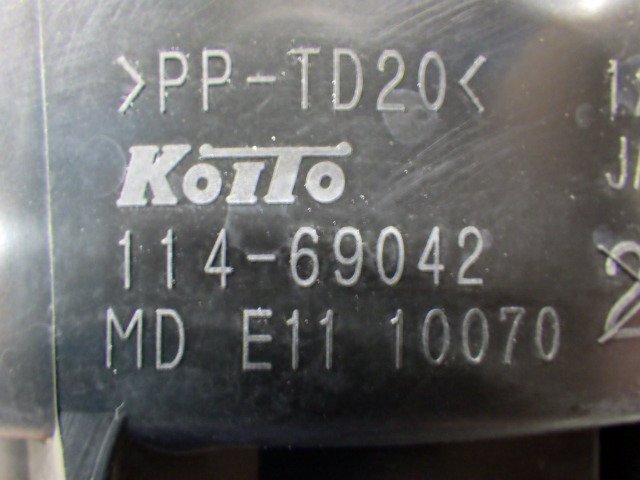 >PP-TD20<
KOITO
114-69042
MD E11 10070